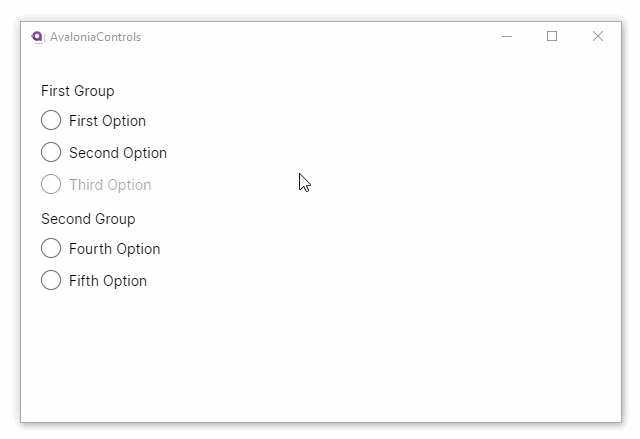 AvaloniaControls
First Group
First Option
Second Option
Third Option
Second Group
Fourth Option
Fifth Option